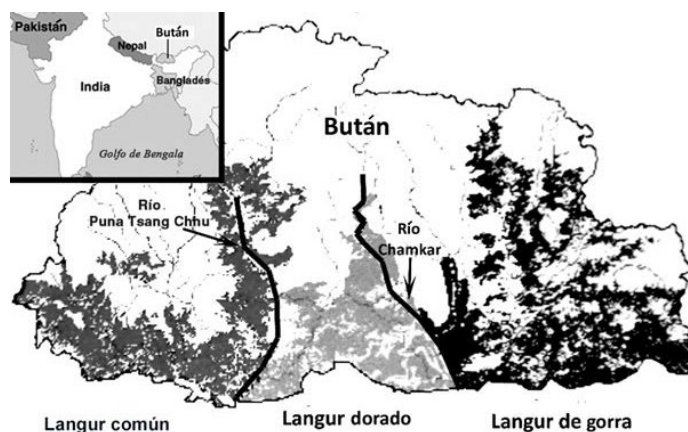 Pakistán
Nepal
Bután
India
Bangladés
Golfo de Bengala
Bután
Río
Puna Tsang Chhu
Río
Chamkar
Langur común
Langur dorado
Langur de gorra